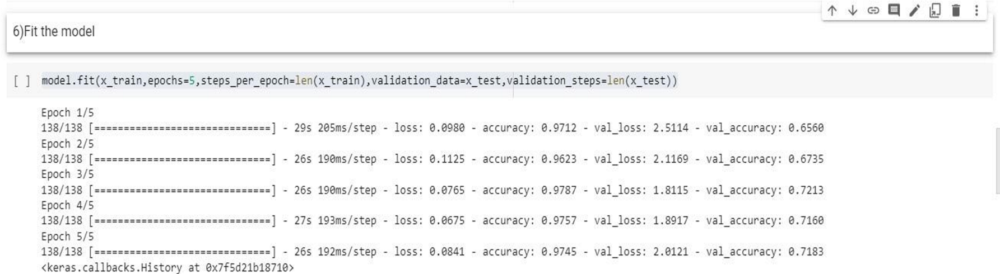 6)Fit the model
[ ] model.fit(x_train,epochs=5,steps_per_epoch=len(x_train),validation_data=x_test,validation_steps=len(x_test))
Epoch 1/5
138/138 [==============================] - 29s 205ms/step - loss: 0.0980 - accuracy: 0.9712 - val_loss: 2.5114 - val_accuracy: 0.6560
Epoch 2/5
138/138 [==============================] - 26s 190ms/step - loss: 0.1125 - accuracy: 0.9623 - val_loss: 2.1169 - val_accuracy: 0.6735
Epoch 3/5
138/138 [==============================] - 26s 190ms/step - loss: 0.0765 - accuracy: 0.9787 - val_loss: 1.8115 - val_accuracy: 0.7213
Epoch 4/5
138/138 [==============================] - 27s 193ms/step - loss: 0.0675 - accuracy: 0.9757 - val_loss: 1.8917 - val_accuracy: 0.7160
Epoch 5/5
138/138 [==============================] - 26s 192ms/step - loss: 0.0841 - accuracy: 0.9745 - val_loss: 2.0121 - val_accuracy: 0.7183
<keras.callbacks.History at 0x7f5d21b18710>